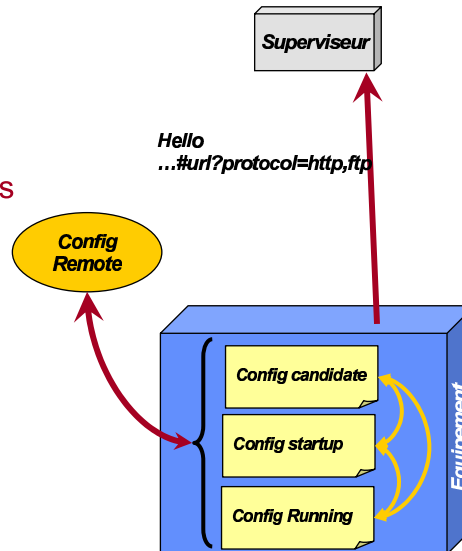 Superviseur
Hello
…#url?protocol=http,ftp
s
Config
Remote
Config candidate
Config startup
Config Running
Equipement